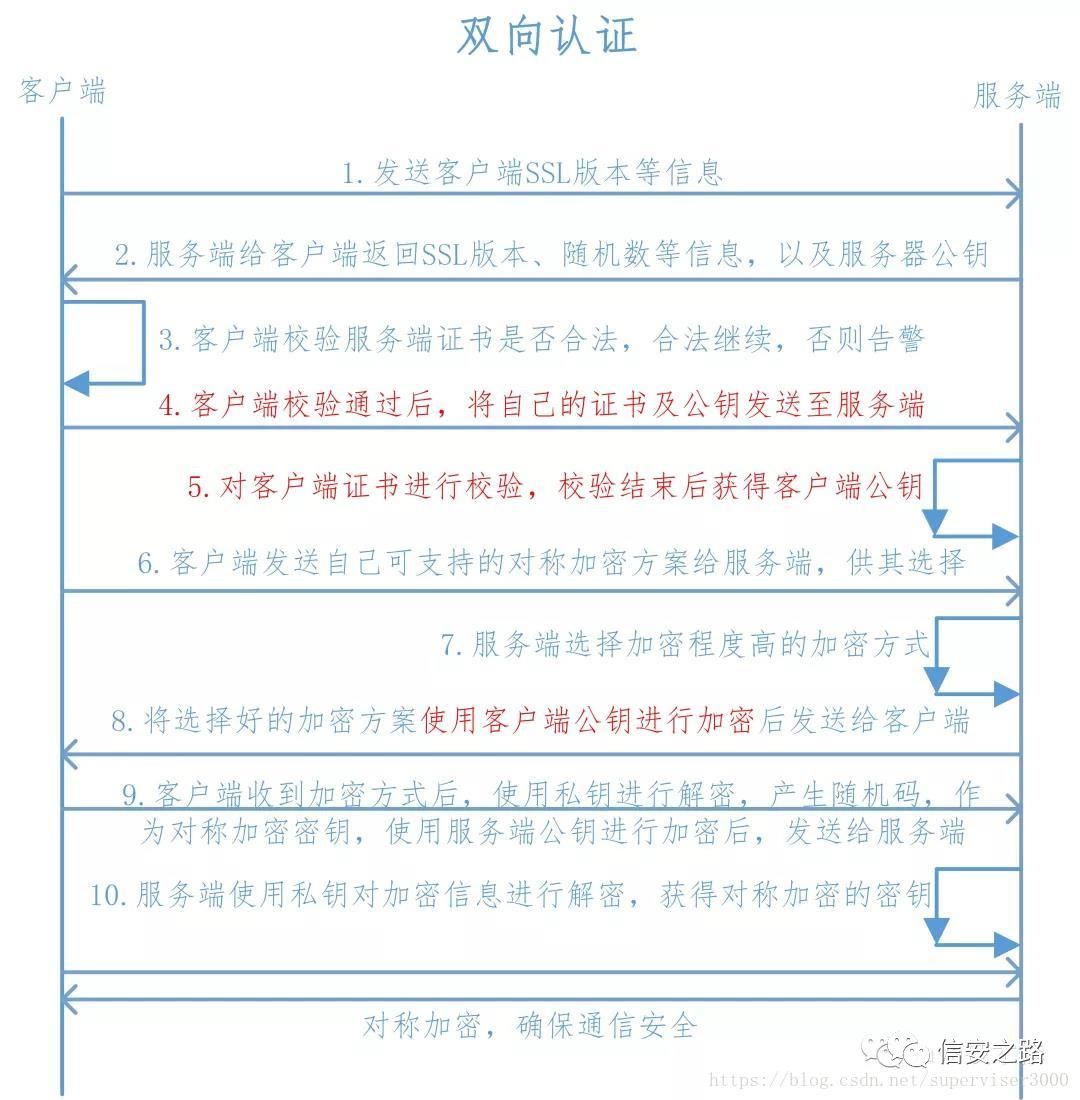 双向认证
客户端
服务端
1.发送客户端SSL版本等信息
2.服务端给客户端返回SSL版本、随机数等信息，以及服务器公钥
3.客户端校验服务端证书是否合法，合法继续，否则告警
4.客户端校验通过后，将自己的证书及公钥发送至服务端
5.对客户端证书进行校验，校验结束后获得客户端公钥
6.客户端发送自己可支持的对称加密方案给服务端，供其选择
7.服务端选择加密程度高的加密方式
8.将选择好的加密方案使用客户端公钥进行加密后发送给客户端
9.客户端收到加密方式后，使用私钥进行解密，产生随机码，作
为对称加密密钥，使用服务端公钥进行加密后，发送给服务端
10.服务端使用私钥对加密信息进行解密，获得对称加密的密钥
对称加密，确保通信安全
信安之路
https://blog.csdn.net/superviser3000